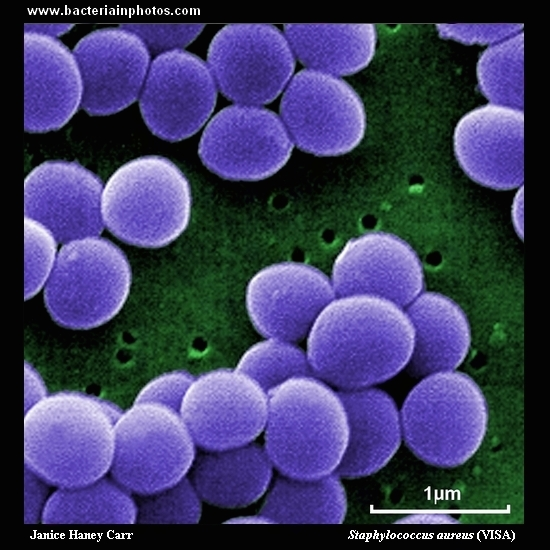 www.bacteriainphotos.com
1µm
Janice Haney Carr
Staphylococcus aureus (VISA)